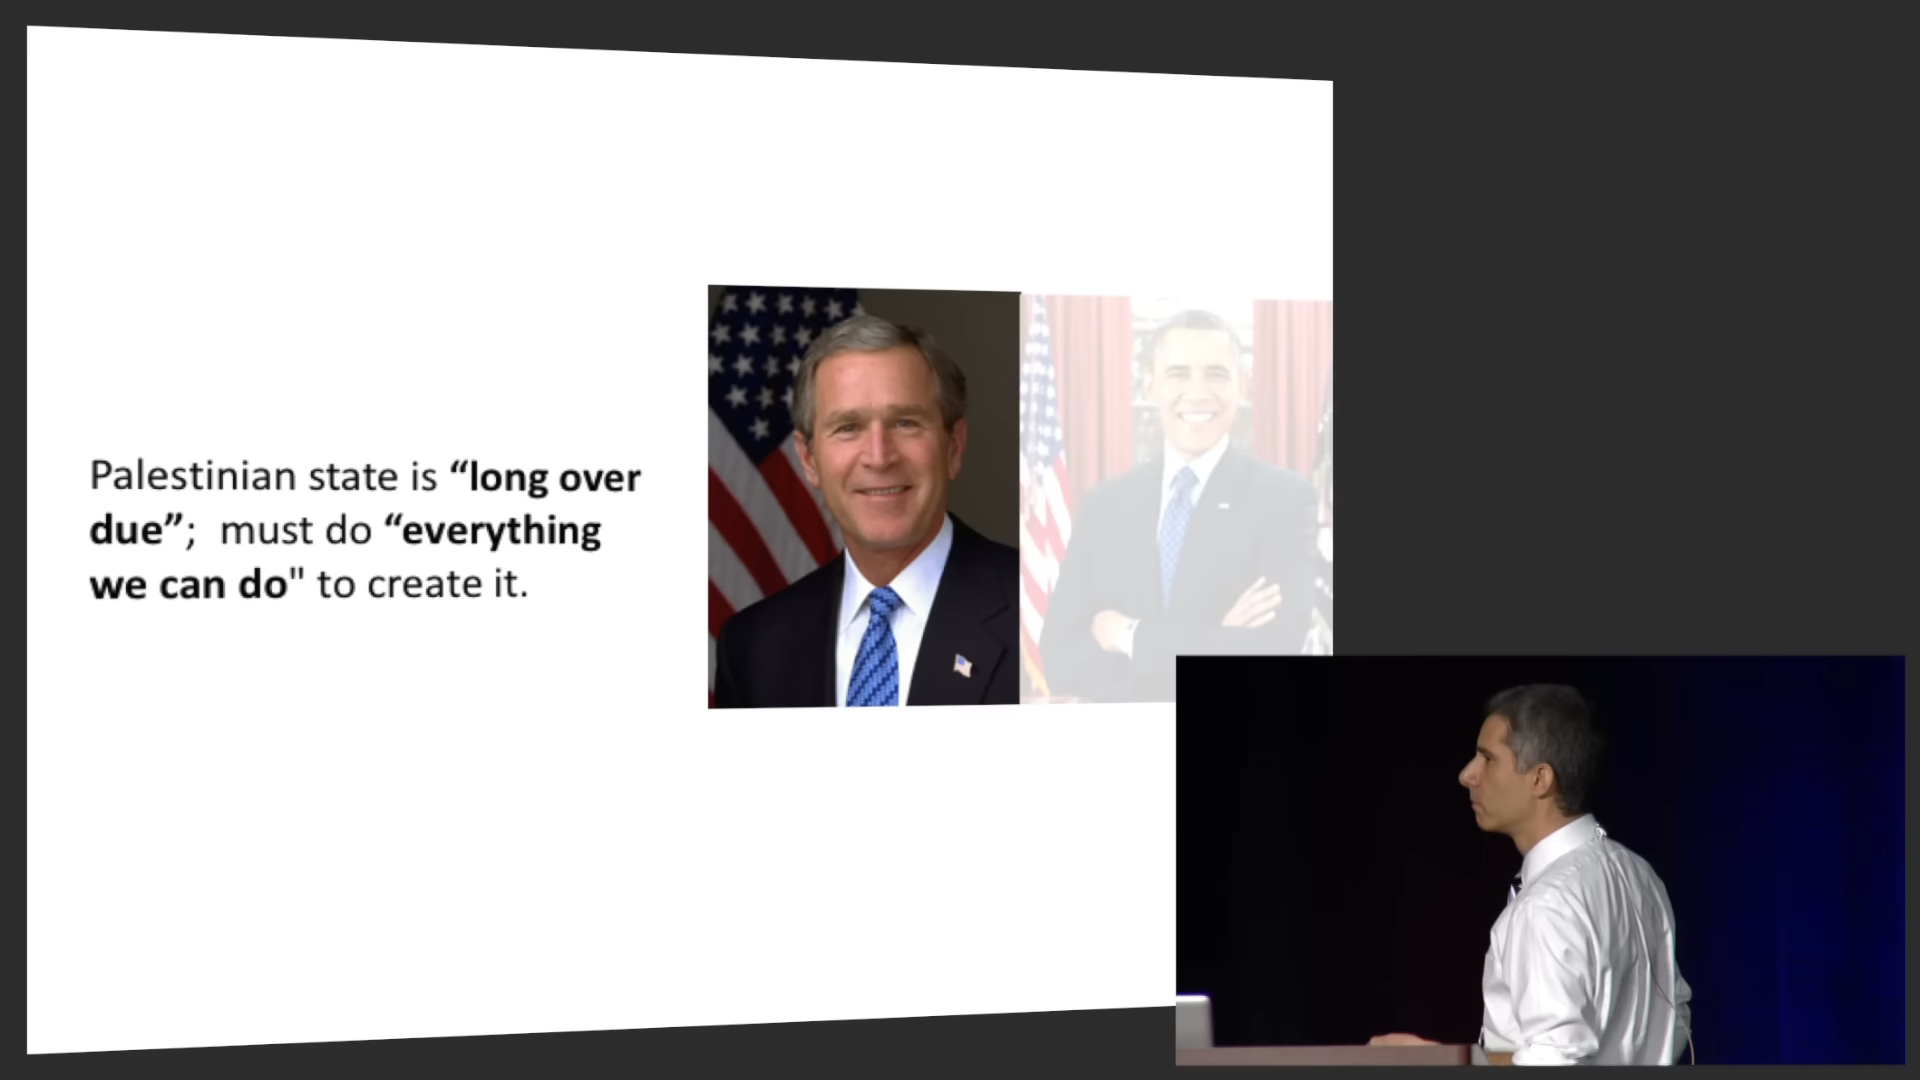 Palestinian state is “long over
due”;  must do “everything
we can do" to create it.